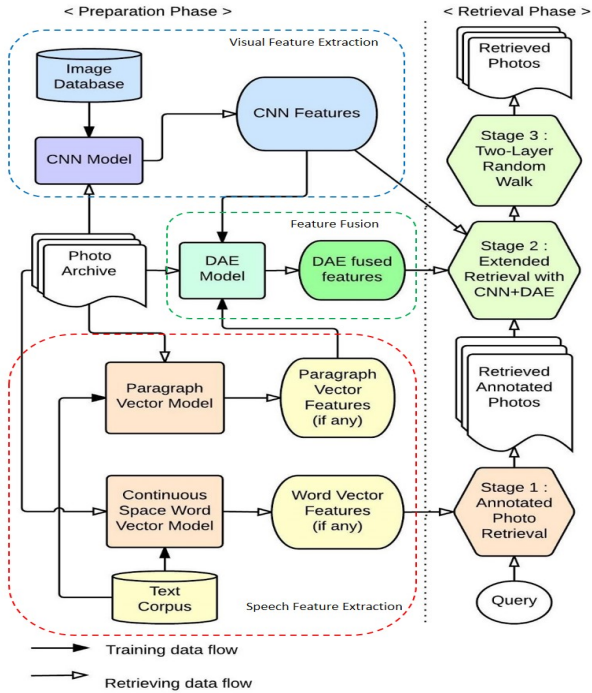 < Preparation Phase >
< Retrieval Phase >
Visual Feature Extraction
Image
Database
CNN Model
CNN Features
Feature Fusion
Photo
Archive
DAE
Model
DAE fused
features
Paragraph
Vector Model
Paragraph
Vector
Features
(if any)
Continuous
Space Word
Vector Model
Word Vector
Features
(if any)
Text
Corpus
Speech Feature Extraction
Retrieved
Photos
Stage 3 :
Two-Layer
Random
Walk
Stage 2 :
Extended
Retrieval with
CNN+DAE
Retrieved
Annotated
Photos
Stage 1 :
Annotated
Photo
Retrieval
Query
Training data flow
Retrieving data flow